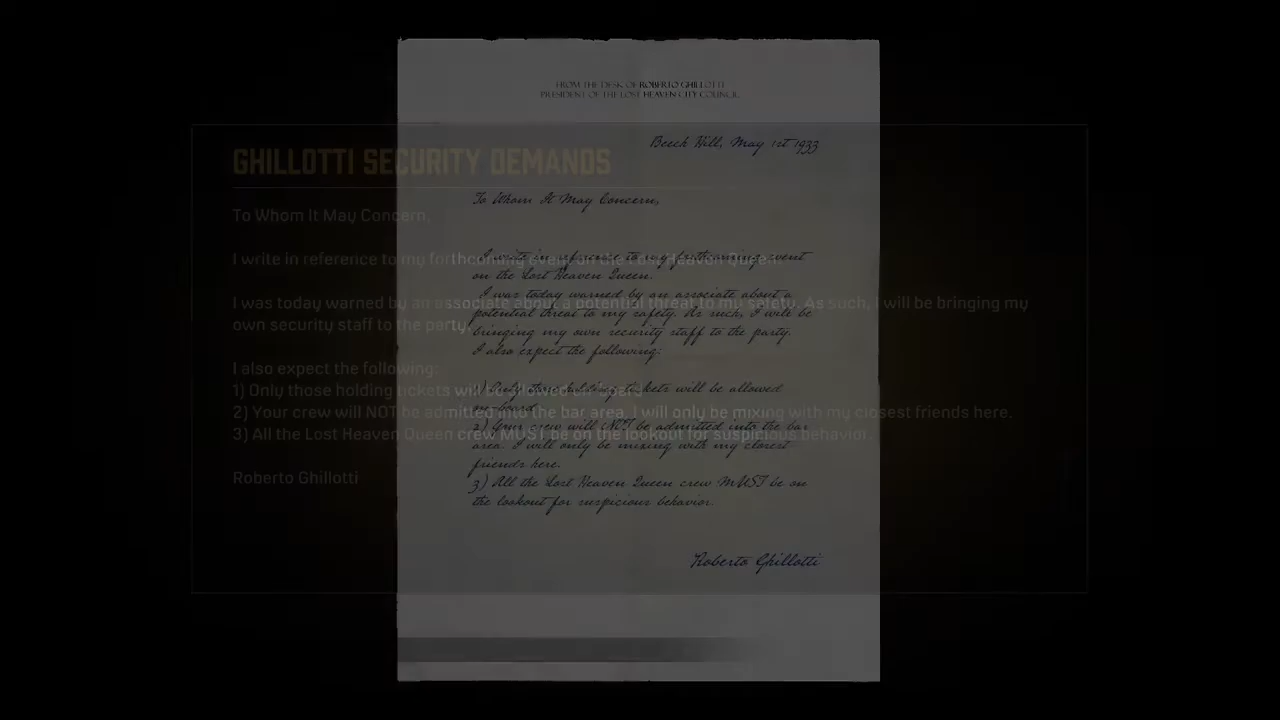 FROM THE DESK OF ROBERTO GHILLOTTI
PRESIDENT OF THE LOST HEAVEN CITY COUNCIL
Beech Hill, May 1st 1933
To Whom It May Concern,
I write in reference to my forthcoming event
on the Lost Heaven Queen.
I was today warned by an associate about a
potential threat to my safety. As such, I will be
bringing my own security staff to the party.
I also expect the following:
1) Only those holding tickets will be allowed
on-board
2) Your crew will NOT be admitted into the bar
area. I will only be mixing with my closest
friends here.
3) All the Lost Heaven Queen crew MUST be on
the lookout for suspicious behavior.
Roberto Ghillotti
GHILLOTTI SECURITY DEMANDS
To Whom It May Concern,
I write in reference to my forthcoming event on the Lost Heaven Queen.
I was today warned by an associate about a potential threat to my safety. As such, I will be bringing my
own security staff to the party.
I also expect the following:
1) Only those holding tickets will be allowed on-board
2) Your crew will NOT be admitted into the bar area. I will only be mixing with my closest friends here.
3) All the Lost Heaven Queen crew MUST be on the lookout for suspicious behavior.
Roberto Ghillotti